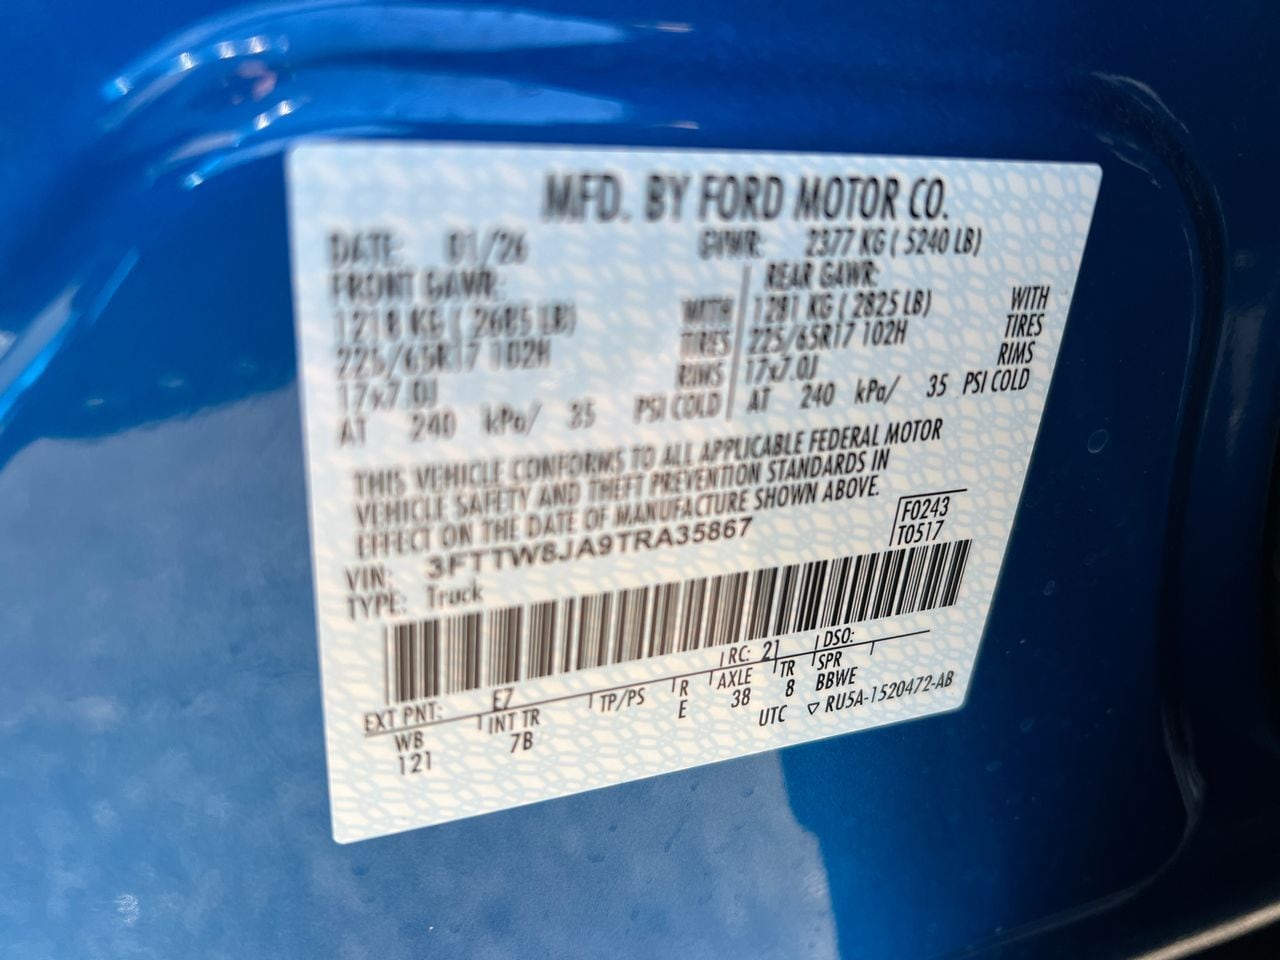 MFD. BY FORD MOTOR CO.
DATE: 01/26 GVWR: 2377 KG ( 5240 LB)
FRONT GAWR: REAR GAWR:
1218 KG ( 2685 LB) WITH 1281 KG ( 2825 LB) WITH
225/65R17 102H TIRES 225/65R17 102H TIRES
17x7.0J RIMS 17x7.0J RIMS
AT 240 kPa/ 35 PSI COLD AT 240 kPa/ 35 PSI COLD
THIS VEHICLE CONFORMS TO ALL APPLICABLE FEDERAL MOTOR
VEHICLE SAFETY AND THEFT PREVENTION STANDARDS IN
EFFECT ON THE DATE OF MANUFACTURE SHOWN ABOVE.
VIN: 3FTTW8JA9TRA35867 F0243
TYPE: Truck T0517
EXT PNT: E7 RC: 21 DSO:
WB INT TR TP/PS R AXLE TR SPR
121 7B E 38 8 BBWE
UTC ▽ RU5A-1520472-AB